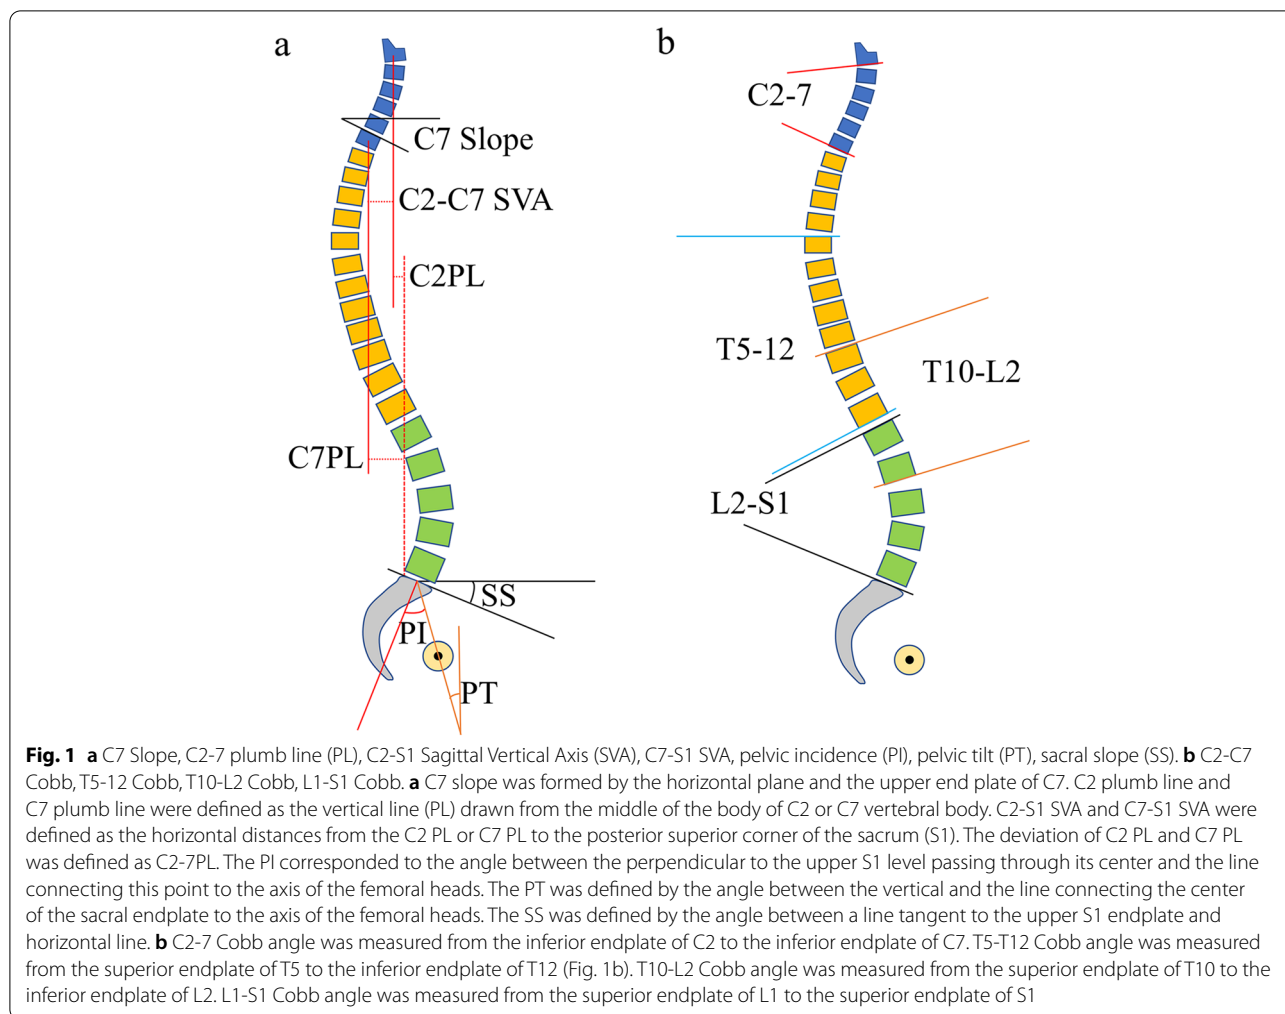 a
b
C2-7
C7 Slope
C2-C7 SVA
C2PL
T5-12
T10-L2
C7PL
L2-S1
SS
PI
PT
Fig. 1 a C7 Slope, C2-7 plumb line (PL), C2-S1 Sagittal Vertical Axis (SVA), C7-S1 SVA, pelvic incidence (PI), pelvic tilt (PT), sacral slope (SS). b C2-C7
Cobb, T5-12 Cobb, T10-L2 Cobb, L1-S1 Cobb. a C7 slope was formed by the horizontal plane and the upper end plate of C7. C2 plumb line and
C7 plumb line were defined as the vertical line (PL) drawn from the middle of the body of C2 or C7 vertebral body. C2-S1 SVA and C7-S1 SVA were
defined as the horizontal distances from the C2 PL or C7 PL to the posterior superior corner of the sacrum (S1). The deviation of C2 PL and C7 PL
was defined as C2-7PL. The PI corresponded to the angle between the perpendicular to the upper S1 level passing through its center and the line
connecting this point to the axis of the femoral heads. The PT was defined by the angle between the vertical and the line connecting the center
of the sacral endplate to the axis of the femoral heads. The SS was defined by the angle between a line tangent to the upper S1 endplate and
horizontal line. b C2-7 Cobb angle was measured from the inferior endplate of C2 to the inferior endplate of C7. T5-T12 Cobb angle was measured
from the superior endplate of T5 to the inferior endplate of T12 (Fig. 1b). T10-L2 Cobb angle was measured from the superior endplate of T10 to the
inferior endplate of L2. L1-S1 Cobb angle was measured from the superior endplate of L1 to the superior endplate of S1